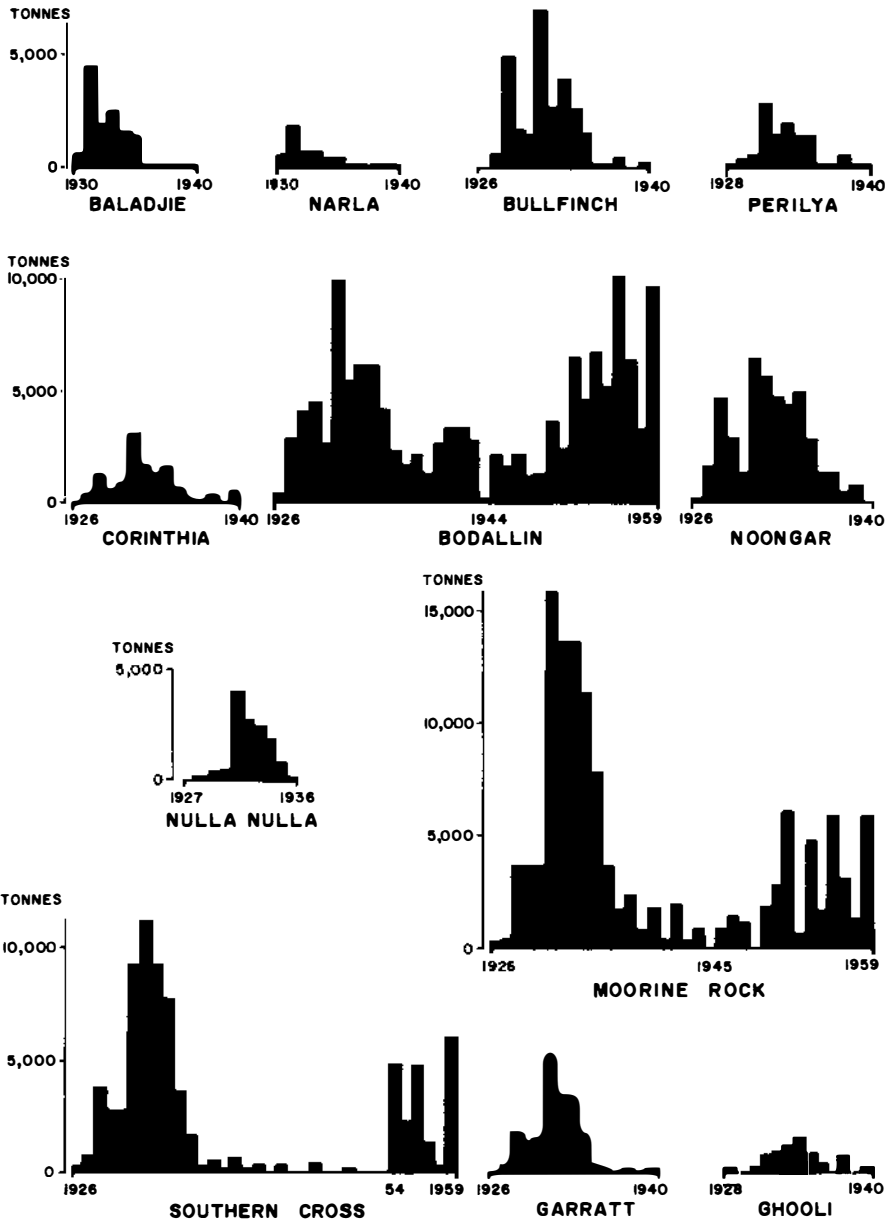 TONNES
5,000
0
1930 1940
BALADJIE
1930 1940
NARLA
1926 1940
BULLFINCH
1928 1940
PERILYA
TONNES
10,000
5,000
0
1926 1940
CORINTHIA
1926 1944 1959
BODALLIN
1926 1940
NOONGAR
TONNES
5,000
0
1927 1936
NULLA NULLA
TONNES
15,000
10,000
5,000
0
1926 1945 1959
MOORINE ROCK
TONNES
10,000
5,000
0
1926 54 1959
SOUTHERN CROSS
1926 1940
GARRATT
1928 1940
GHOOLI